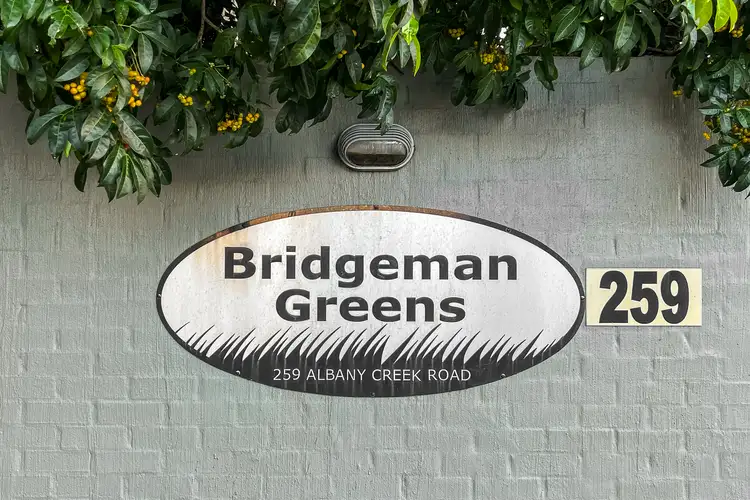 Bridgeman
Greens
259 ALBANY CREEK ROAD
259